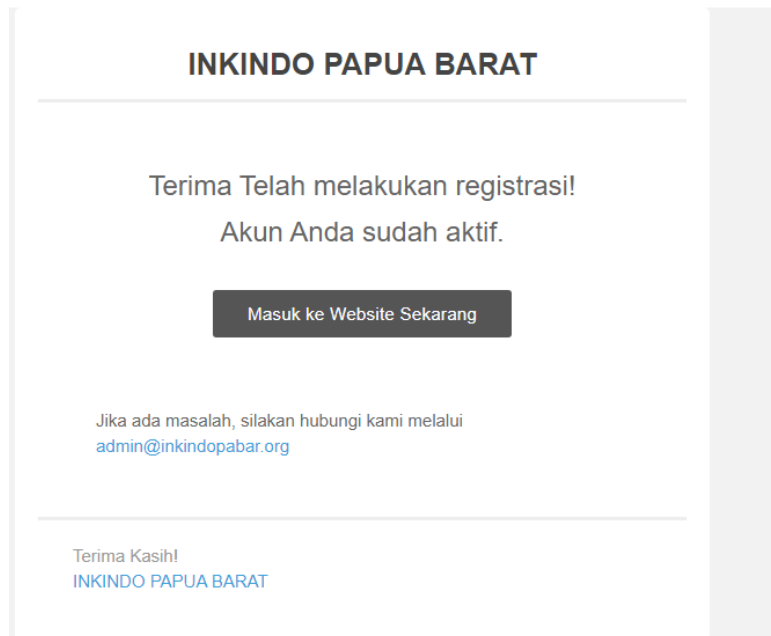 INKINDO PAPUA BARAT
Terima Telah melakukan registrasi!
Akun Anda sudah aktif.
Masuk ke Website Sekarang
Jika ada masalah, silakan hubungi kami melalui
admin@inkindopabar.org
Terima Kasih!
INKINDO PAPUA BARAT